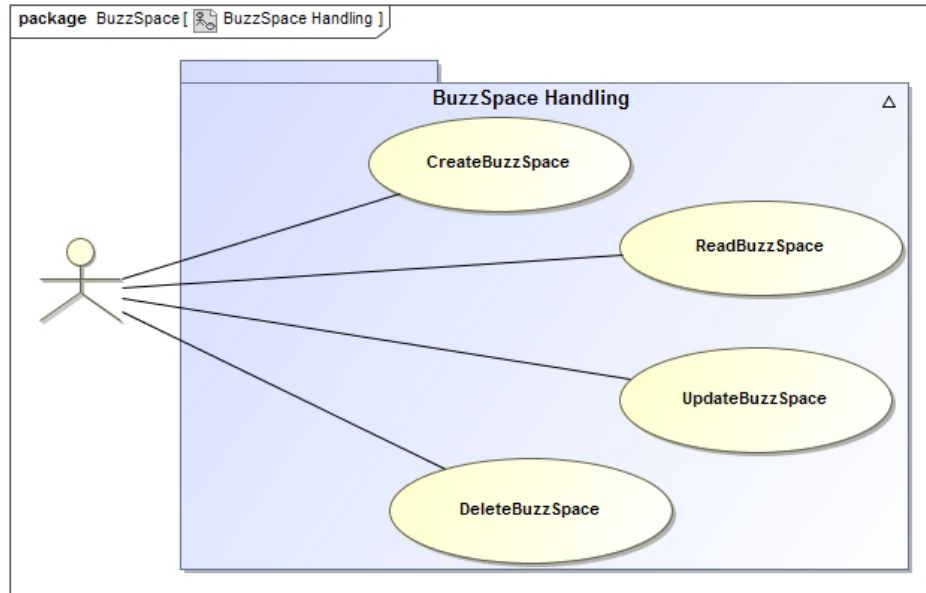 package BuzzSpace [ BuzzSpace Handling ]
BuzzSpace Handling
CreateBuzzSpace
ReadBuzzSpace
UpdateBuzzSpace
DeleteBuzzSpace